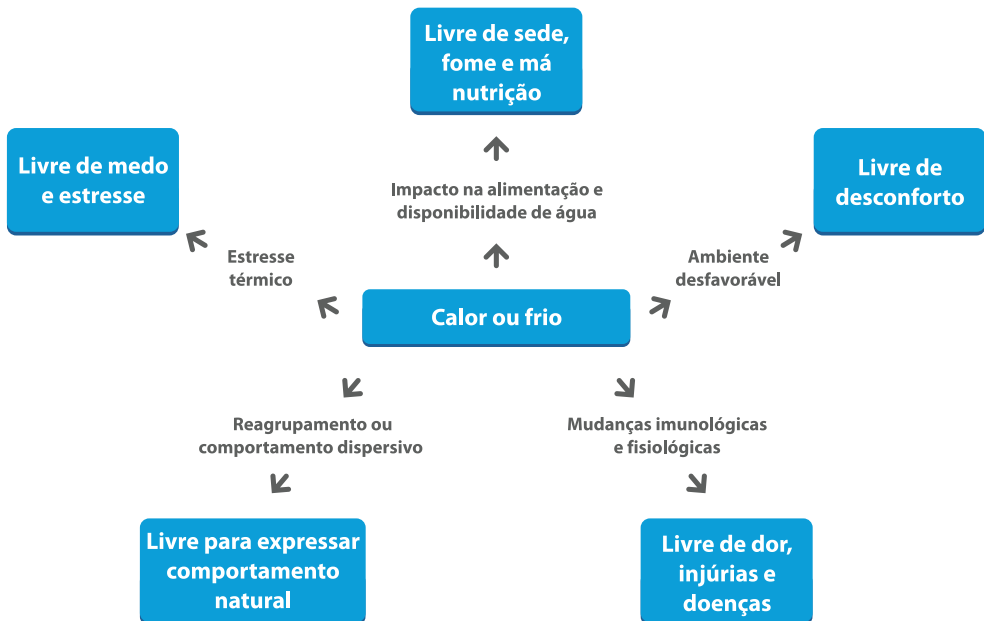 Livre de sede,
fome e má
nutrição
Livre de medo
e estresse
Impacto na alimentação e
disponibilidade de água
Livre de
desconforto
Estresse
térmico
Ambiente
desfavorável
Calor ou frio
Reagrupamento ou
comportamento dispersivo
Mudanças imunológicas
e fisiológicas
Livre para expressar
comportamento
natural
Livre de dor,
injúrias e
doenças